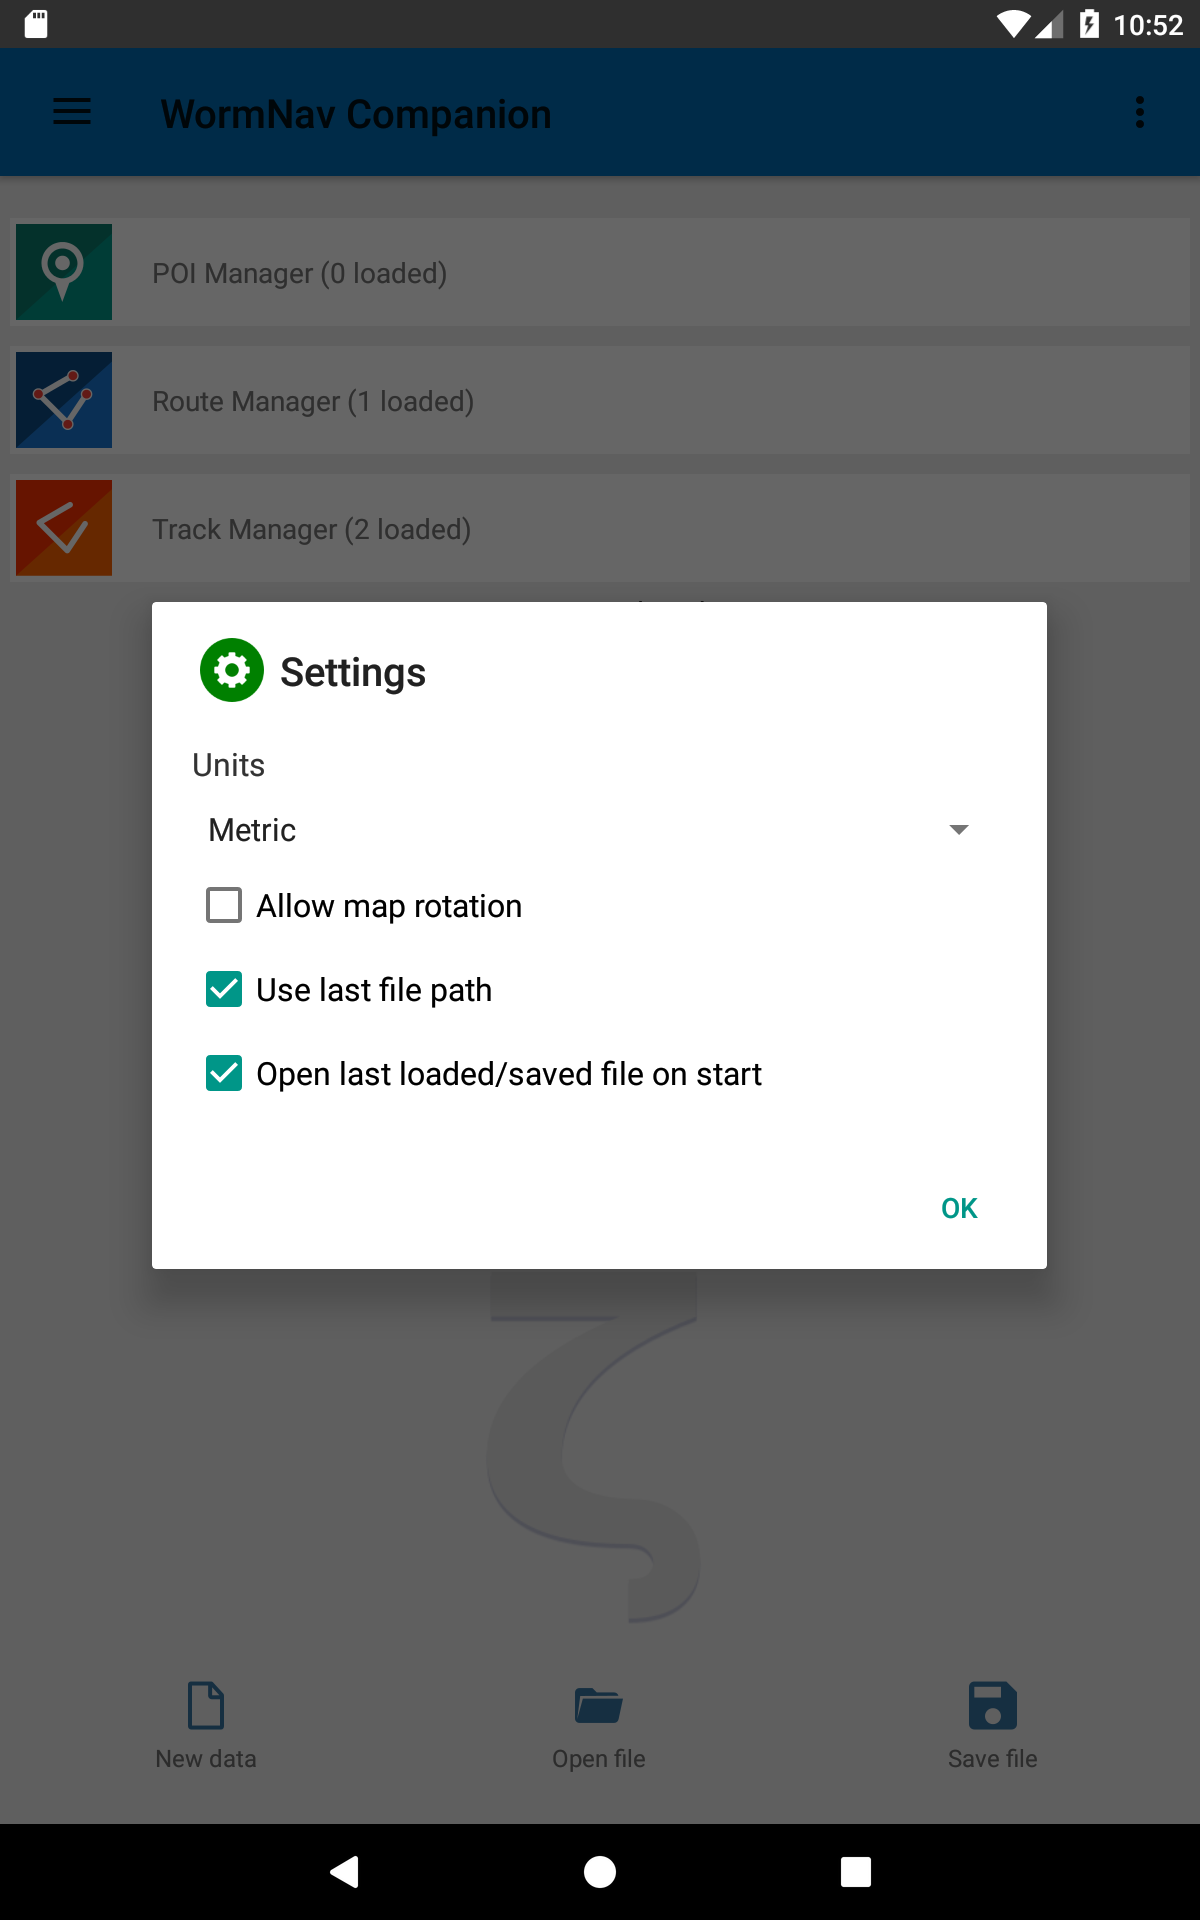 10:52
WormNav Companion
POI Manager (0 loaded)
Route Manager (1 loaded)
Track Manager (2 loaded)
Settings
Units
Metric
Allow map rotation
Use last file path
Open last loaded/saved file on start
OK
New data
Open file
Save file